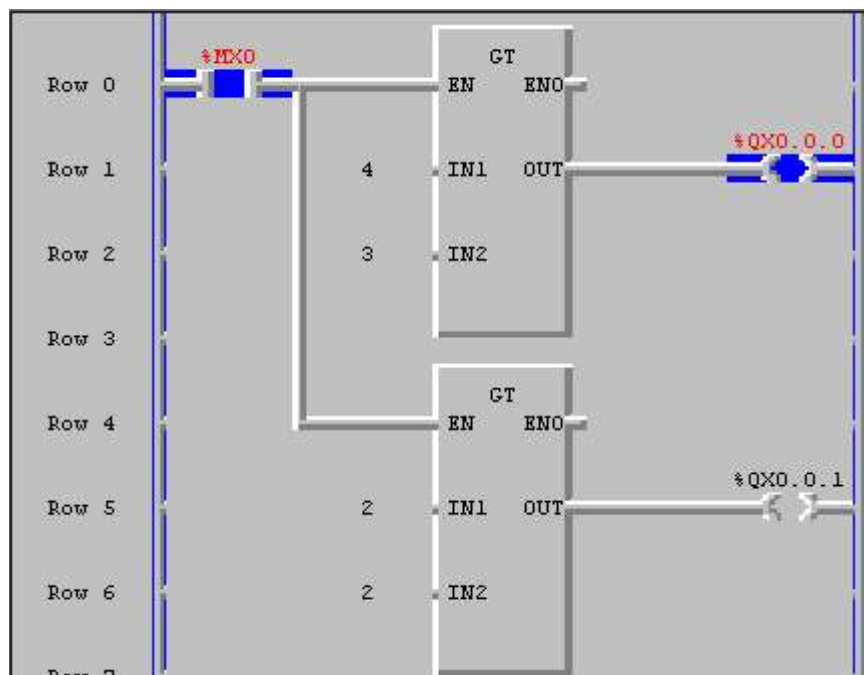 GT
%MX0
Row 0 EN ENO
%QX0.0.0
Row 1 4 IN1 OUT
Row 2 3 IN2
Row 3
GT
Row 4 EN ENO
%QX0.0.1
Row 5 2 IN1 OUT
Row 6 2 IN2